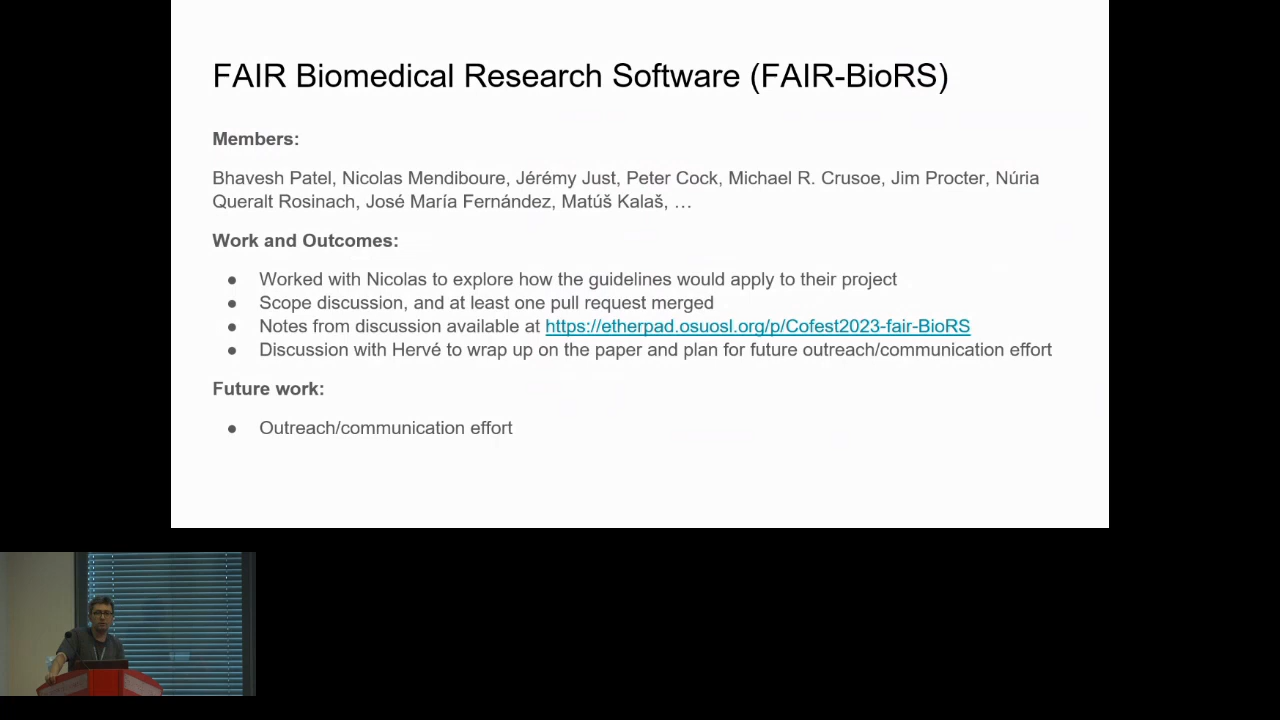 FAIR Biomedical Research Software (FAIR-BioRS)
Members:
Bhavesh Patel, Nicolas Mendiboure, Jérémy Just, Peter Cock, Michael R. Crusoe, Jim Procter, Núria
Queralt Rosinach, José María Fernández, Matúš Kalaš, …
Work and Outcomes:
● Worked with Nicolas to explore how the guidelines would apply to their project
● Scope discussion, and at least one pull request merged
● Notes from discussion available at https://etherpad.osuosl.org/p/Cofest2023-fair-BioRS
● Discussion with Hervé to wrap up on the paper and plan for future outreach/communication effort
Future work:
● Outreach/communication effort